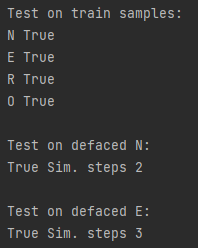 Test on train samples:
N True
E True
R True
O True
Test on defaced N:
True Sim. steps 2
Test on defaced E:
True Sim. steps 3